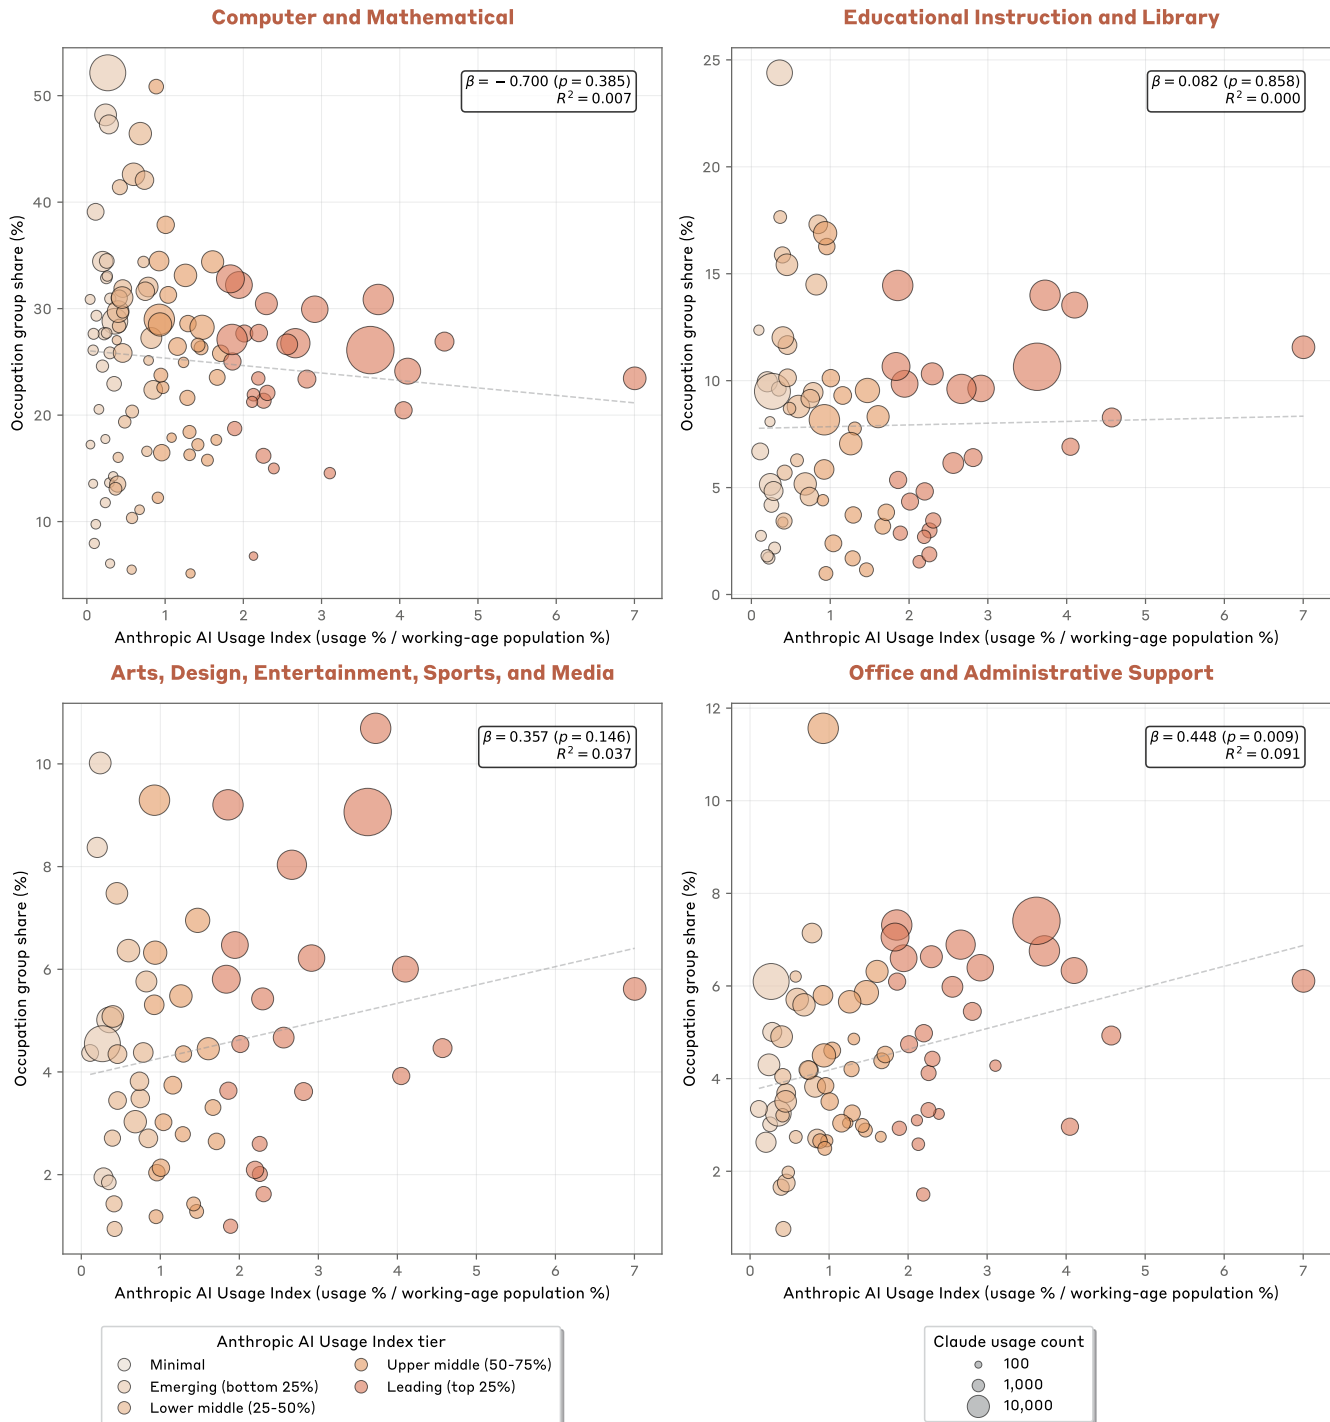 Computer and Mathematical
Educational Instruction and Library
β = − 0.700 (p = 0.385)
R² = 0.007
50
40
30
20
10
Occupation group share (%)
0 1 2 3 4 5 6 7
Anthropic AI Usage Index (usage % / working-age population %)
β = 0.082 (p = 0.858)
R² = 0.000
25
20
15
10
5
0
Occupation group share (%)
0 1 2 3 4 5 6 7
Anthropic AI Usage Index (usage % / working-age population %)
Arts, Design, Entertainment, Sports, and Media
Office and Administrative Support
β = 0.357 (p = 0.146)
R² = 0.037
10
8
6
4
2
Occupation group share (%)
0 1 2 3 4 5 6 7
Anthropic AI Usage Index (usage % / working-age population %)
β = 0.448 (p = 0.009)
R² = 0.091
12
10
8
6
4
2
Occupation group share (%)
0 1 2 3 4 5 6 7
Anthropic AI Usage Index (usage % / working-age population %)
Anthropic AI Usage Index tier
Minimal
Emerging (bottom 25%)
Lower middle (25-50%)
Upper middle (50-75%)
Leading (top 25%)
Claude usage count
100
1,000
10,000